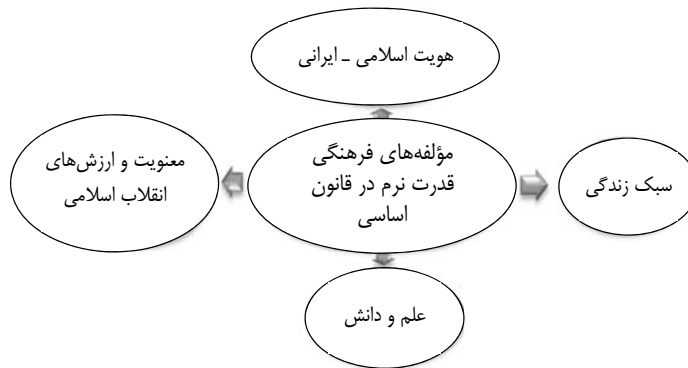 هویت اسلامی ـ ایرانی
مؤلفه‌های فرهنگی
قدرت نرم در قانون
اساسی
سبک زندگی
معنویت و ارزش‌های
انقلاب اسلامی
علم و دانش